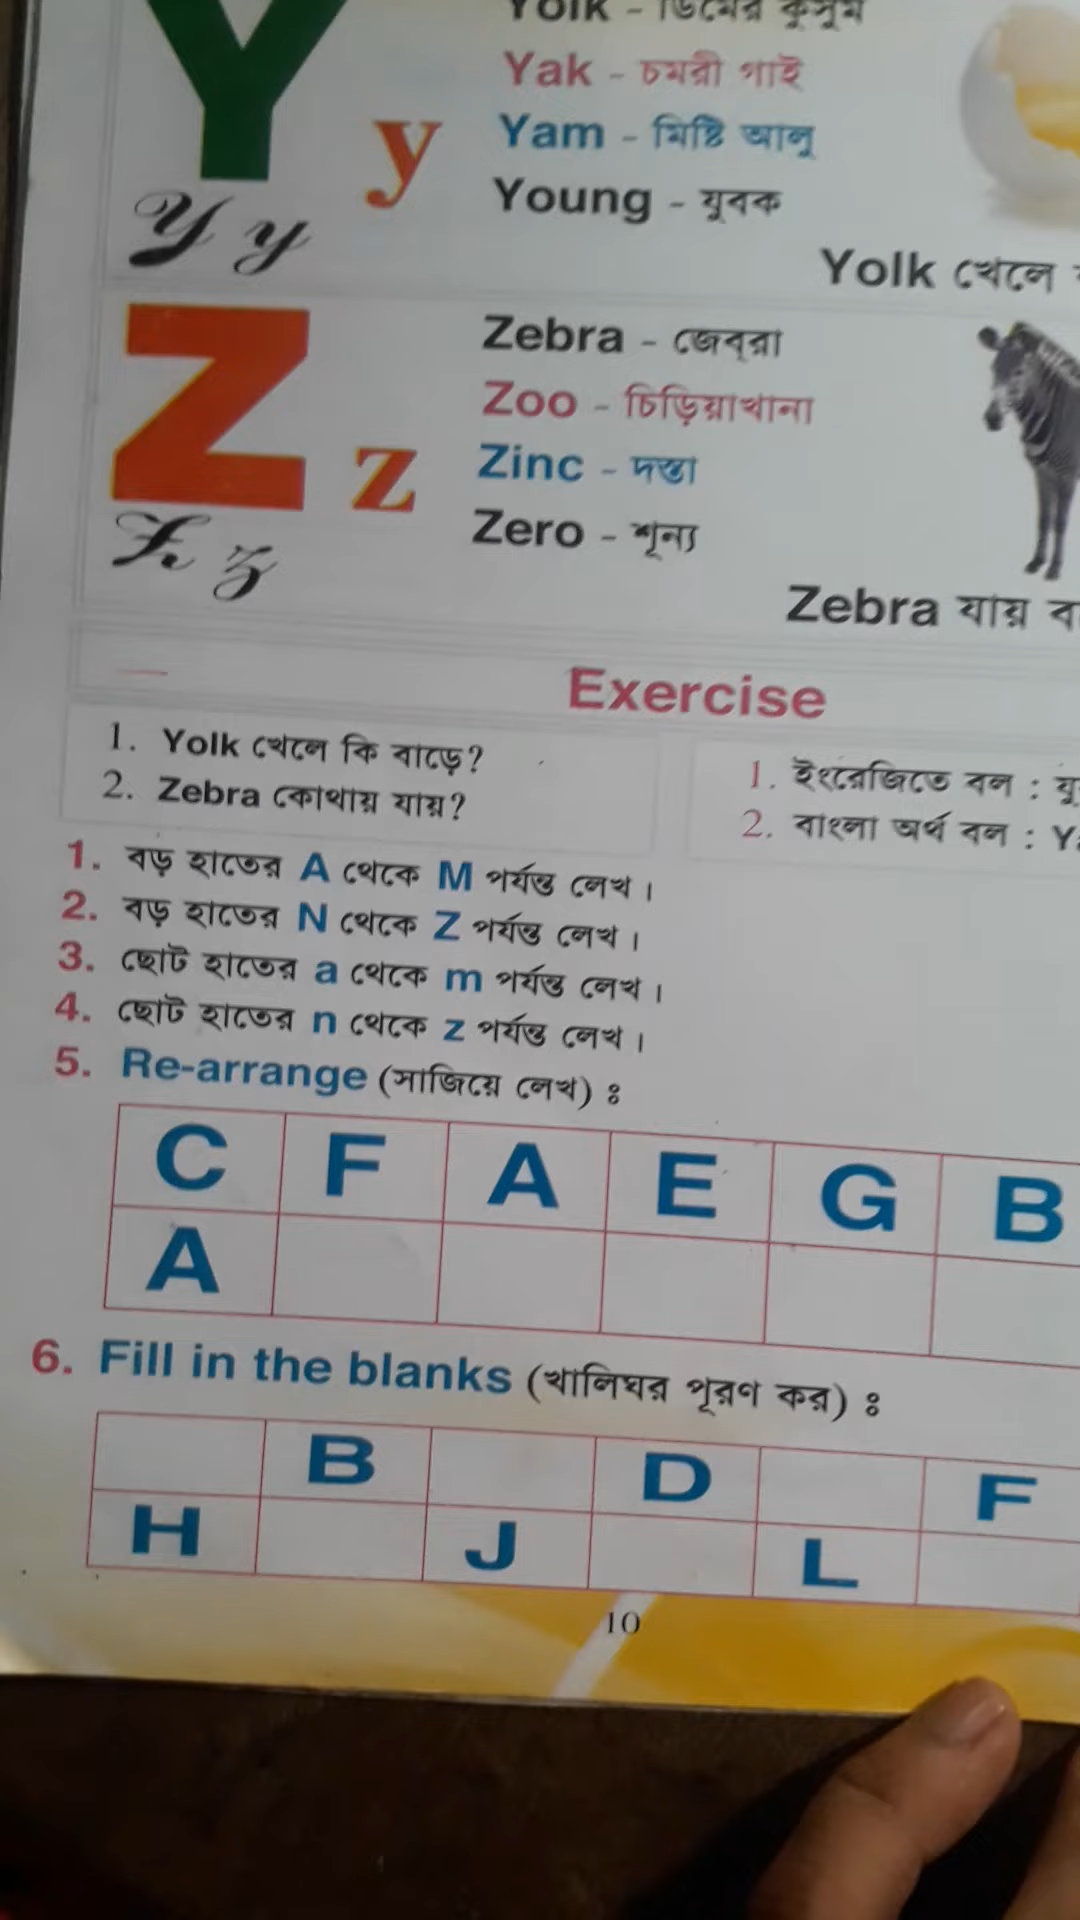 Yolk - ডিমের কুসুম
Y y
Yak - চমরী গাই
Yam - মিষ্টি আলু
Young - যুবক
Y y
Yolk খেলে
Z z
Zebra - জেব্‌রা
Zoo - চিড়িয়াখানা
Zinc - দস্তা
Zero - শূন্য
Z z
Zebra যায়
Exercise
1. Yolk খেলে কি বাড়ে?
2. Zebra কোথায় যায়?
1. ইংরেজিতে বল :
2. বাংলা অর্থ বল :
1. বড় হাতের A থেকে M পর্যন্ত লেখ।
2. বড় হাতের N থেকে Z পর্যন্ত লেখ।
3. ছোট হাতের a থেকে m পর্যন্ত লেখ।
4. ছোট হাতের n থেকে z পর্যন্ত লেখ।
5. Re-arrange (সাজিয়ে লেখ) ঃ
C F A E G B
A
6. Fill in the blanks (খালিঘর পূরণ কর) ঃ
B D F
H J L
10